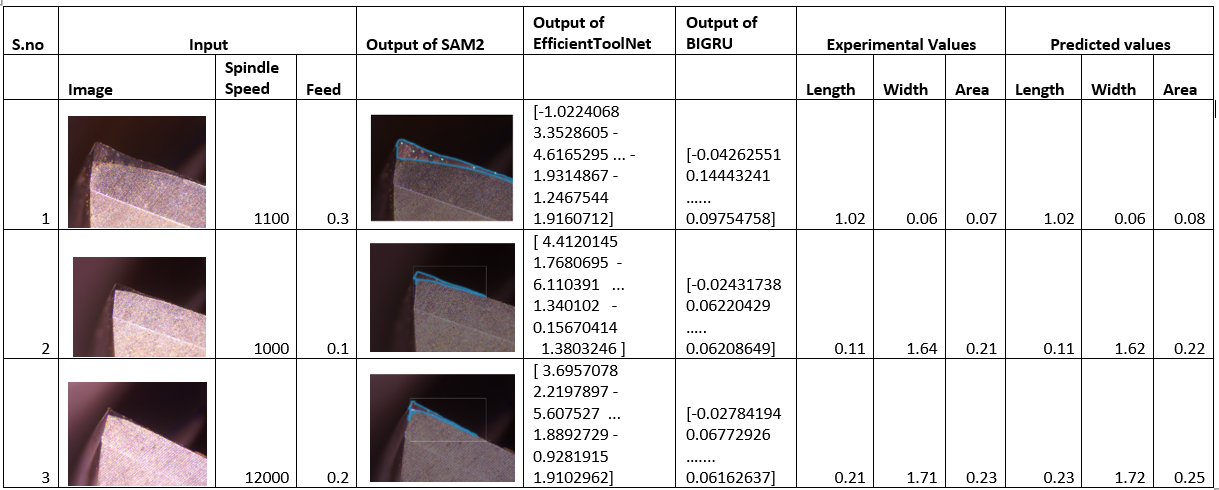 S.no
Input
Output of SAM2
Output of
EfficientToolNet
Output of
BIGRU
Experimental Values
Predicted values
Image
Spindle
Speed
Feed
Length
Width
Area
Length
Width
Area
1
1100
0.3
[-1.0224068
3.3528605 -
4.6165295 ... -
1.9314867 -
1.2467544
1.9160712]
[-0.04262551
0.14443241
......
0.09754758]
1.02
0.06
0.07
1.02
0.06
0.08
2
1000
0.1
[ 4.4120145
1.7680695 -
6.110391 ...
1.340102 -
0.15670414
1.3803246 ]
[-0.02431738
0.06220429
.....
0.06208649]
0.11
1.64
0.21
0.11
1.62
0.22
3
12000
0.2
[ 3.6957078
2.2197897 -
5.607527 ...
1.8892729 -
0.9281915
1.9102962]
[-0.02784194
0.06772926
.......
0.06162637]
0.21
1.71
0.23
0.23
1.72
0.25